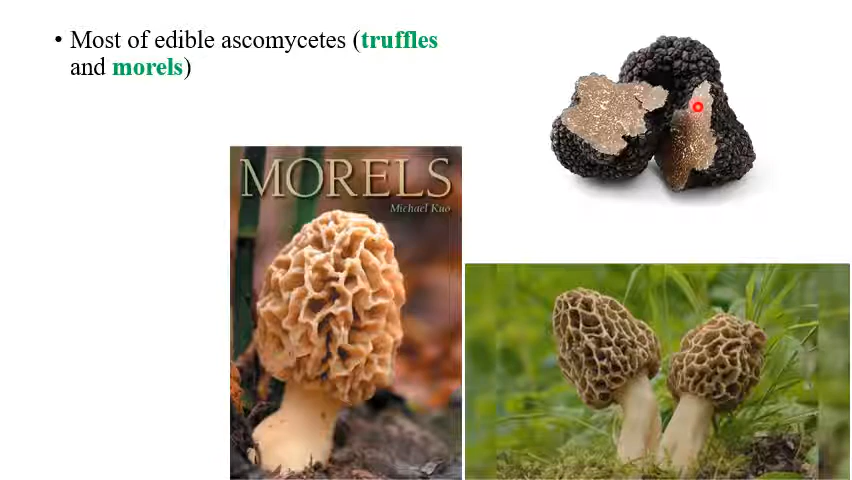 • Most of edible ascomycetes (truffles
and morels)
MORELS
Michael Kuo